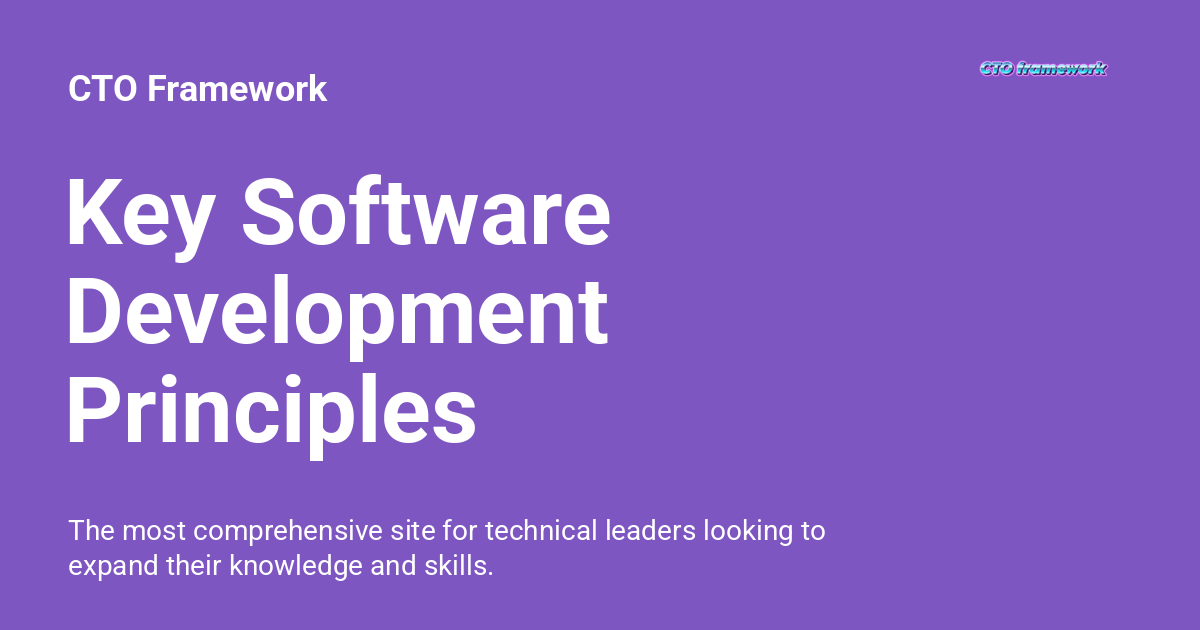 CTO Framework
CTO framework
Key Software
Development
Principles
The most comprehensive site for technical leaders looking to
expand their knowledge and skills.